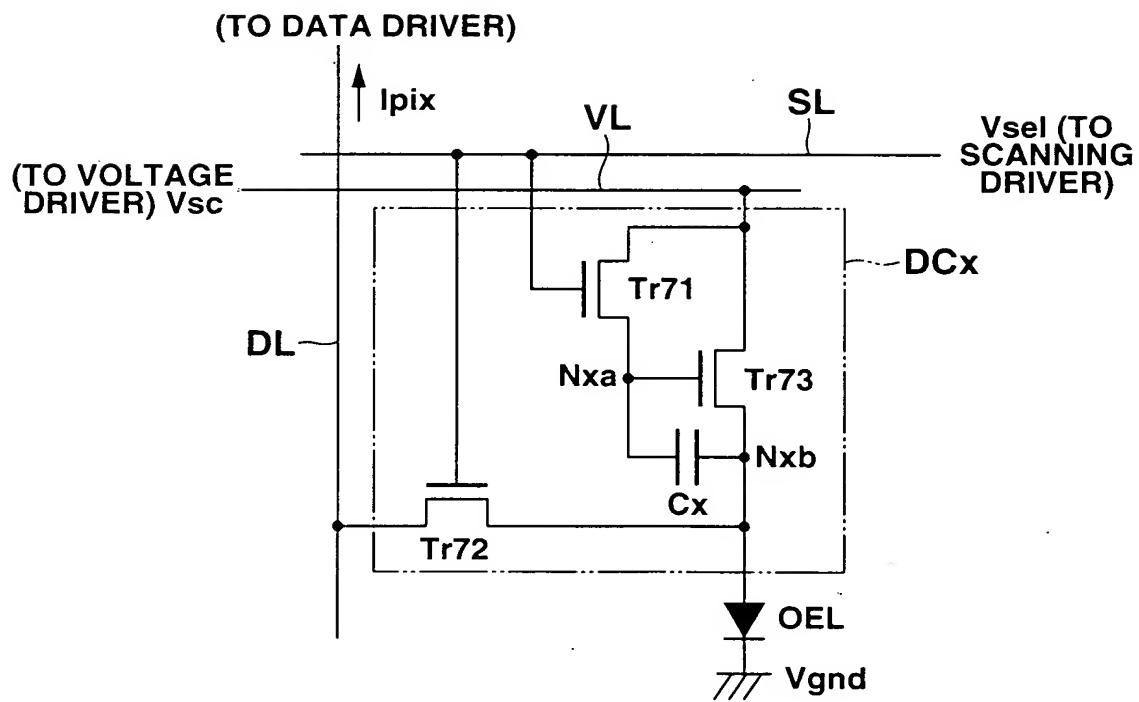 (TO DATA DRIVER)
Ipix
VL
SL
Vsel (TO
SCANNING
DRIVER)
(TO VOLTAGE
DRIVER) Vsc
DCx
Tr71
DL
Nxa
Tr73
Nxb
Cx
Tr72
OEL
Vgnd